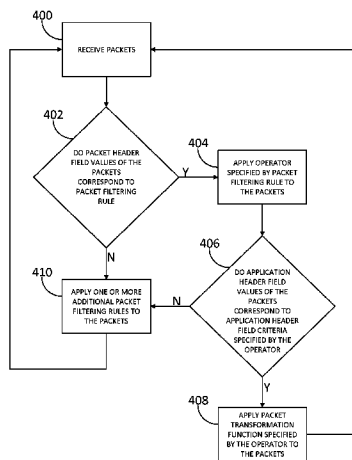 400
RECEIVE PACKETS
402
DO PACKET HEADER
FIELD VALUES OF THE
PACKETS
CORRESPOND TO
PACKET FILTERING
RULE
Y
404
APPLY OPERATOR
SPECIFIED BY PACKET
FILTERING RULE TO
THE PACKETS
N
406
DO APPLICATION
HEADER FIELD
VALUES OF THE
PACKETS
CORRESPOND TO
APPLICATION HEADER
FIELD CRITERIA
SPECIFIED BY THE
OPERATOR
N
410
APPLY ONE OR MORE
ADDITIONAL PACKET
FILTERING RULES TO
THE PACKETS
Y
408
APPLY PACKET
TRANSFORMATION
FUNCTION SPECIFIED
BY THE OPERATOR TO
THE PACKETS